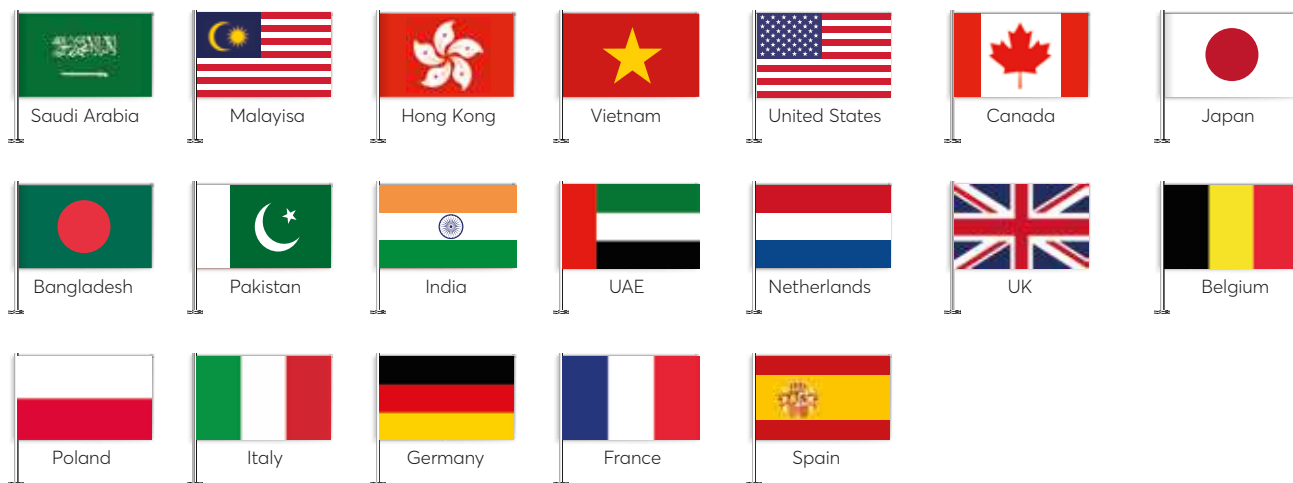 Saudi Arabia
Malayisa
Hong Kong
Vietnam
United States
Canada
Japan
Bangladesh
Pakistan
India
UAE
Netherlands
UK
Belgium
Poland
Italy
Germany
France
Spain